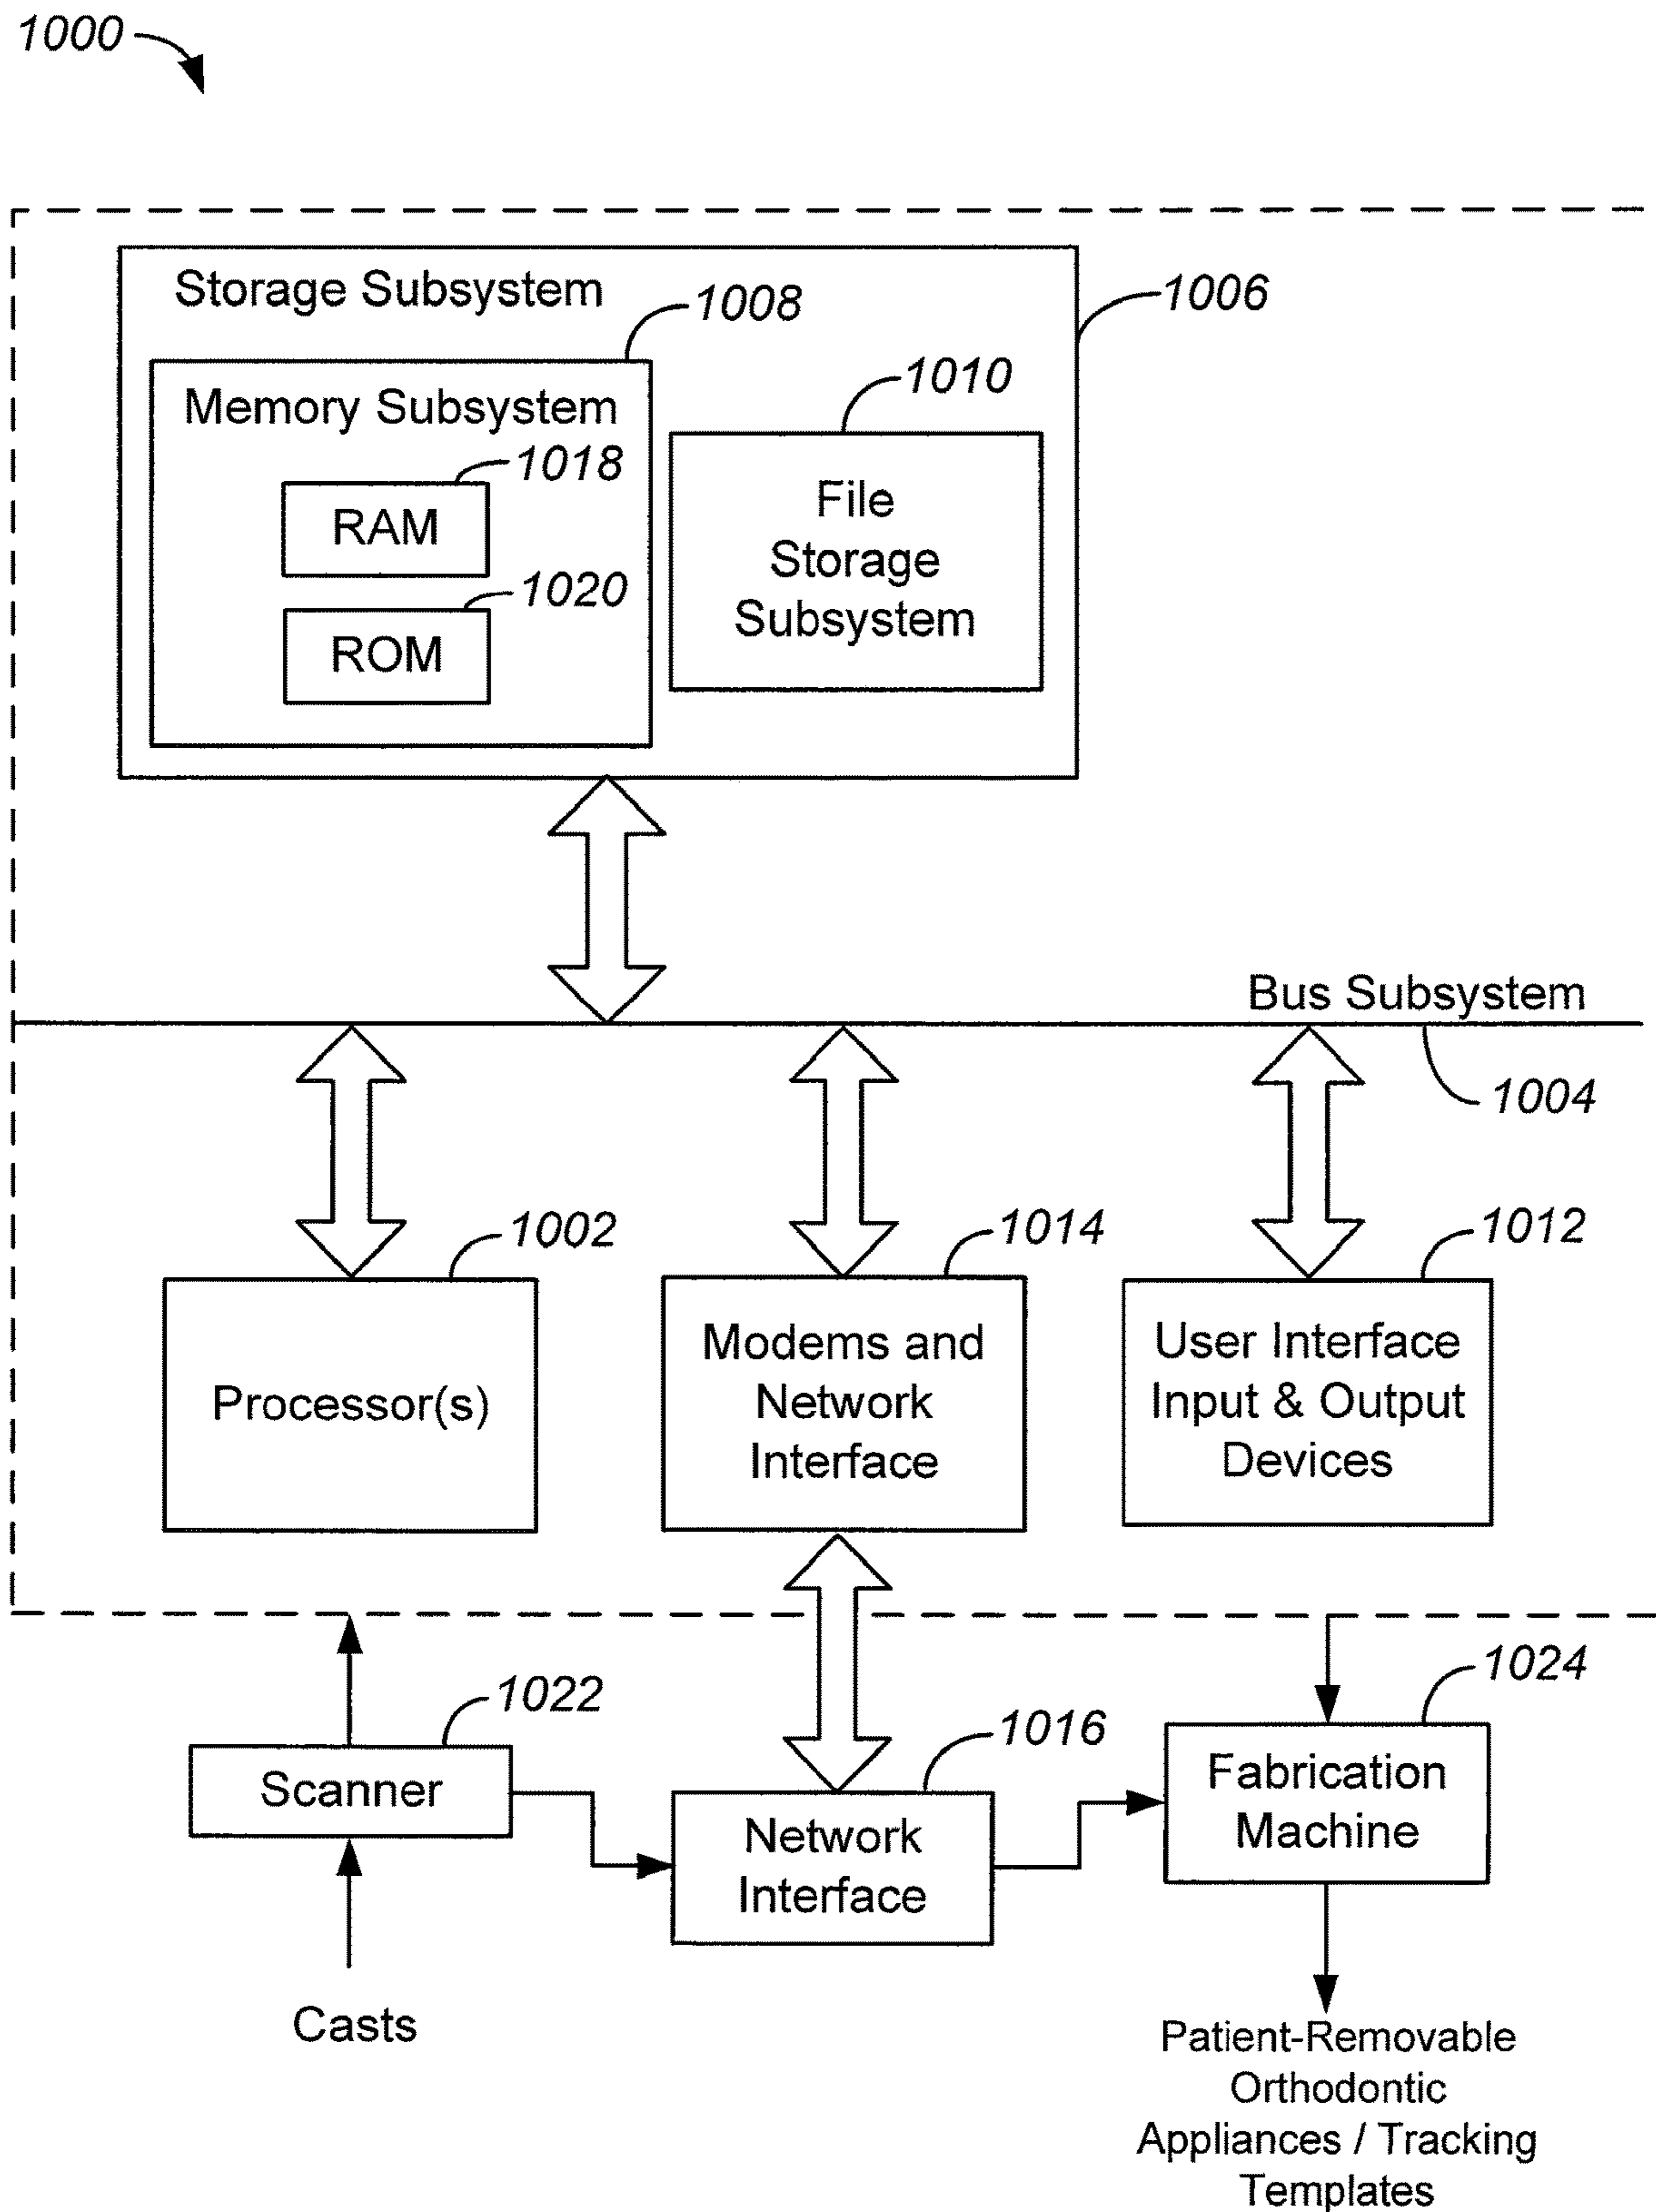 1000
Storage Subsystem
1008
1006
Memory Subsystem
1010
1018
RAM
File
Storage
Subsystem
1020
ROM
Bus Subsystem
1004
1002
1014
1012
Processor(s)
Modems and
Network
Interface
User Interface
Input & Output
Devices
1022
1016
1024
Scanner
Network
Interface
Fabrication
Machine
Casts
Patient-Removable
Orthodontic
Appliances / Tracking
Templates